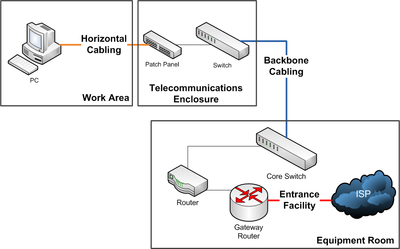 Horizontal
Cabling
PC
Work Area
Patch Panel
Switch
Telecommunications
Enclosure
Backbone
Cabling
Core Switch
Router
Gateway
Router
Entrance
Facility
ISP
Equipment Room